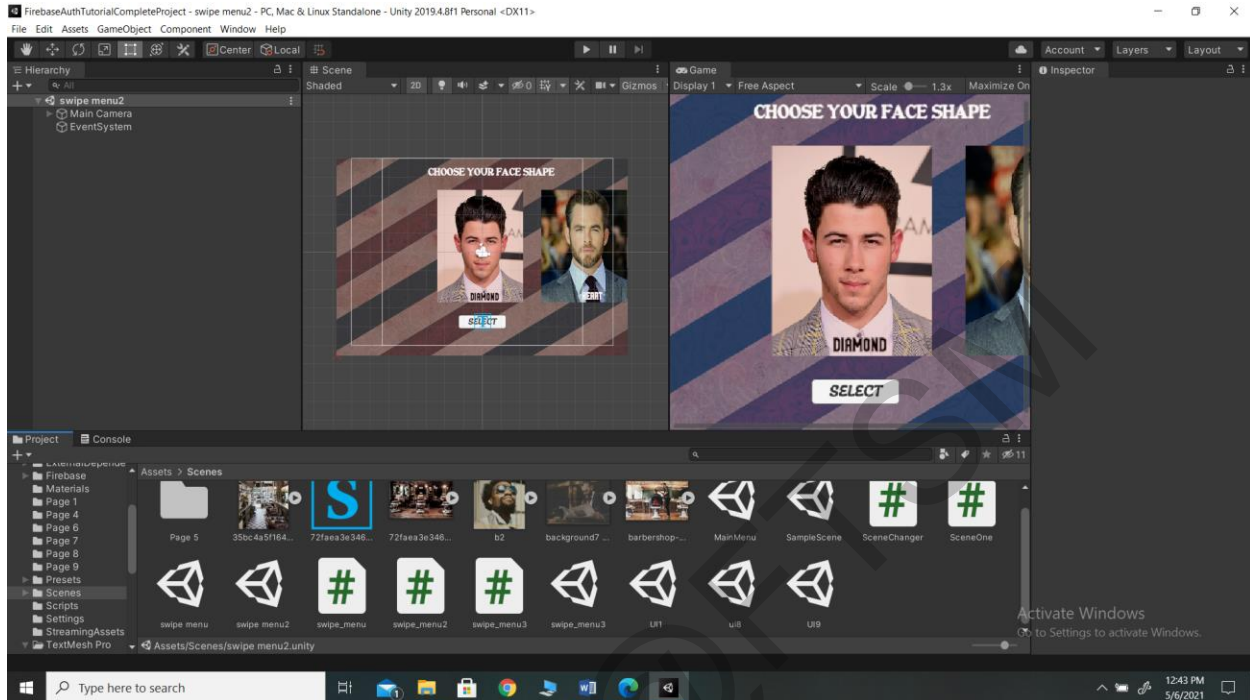 FirebaseAuthTutorialCompleteProject - swipe menu2 - PC, Mac & Linux Standalone - Unity 2019.4.8f1 Personal <DX11>
File Edit Assets GameObject Component Window Help
Center Local
Account Layers Layout
Hierarchy
All
swipe menu2
Main Camera
EventSystem
Scene
Shaded 2D 0 Gizmos
CHOOSE YOUR FACE SHAPE
DIAMOND
HEART
SELECT
Game
Display 1 Free Aspect Scale 1.3x Maximize On
CHOOSE YOUR FACE SHAPE
DIAMOND
SELECT
Inspector
Project Console
11
ExternalDepende
Firebase
Materials
Page 1
Page 4
Page 6
Page 7
Page 8
Page 9
Presets
Scenes
Scripts
Settings
StreamingAssets
TextMesh Pro
Assets > Scenes
S
Page 5 35bc4a5f164... 72faea3e346... 72faea3e346... b2 background7 ... barbershop-... MainMenu SampleScene SceneChanger SceneOne
swipe menu swipe menu2 swipe_menu swipe_menu2 swipe_menu3 swipe_menu3 UI1 ui8 UI9
Assets/Scenes/swipe menu2.unity
Activate Windows
Go to Settings to activate Windows.
Type here to search
12:43 PM
5/6/2021